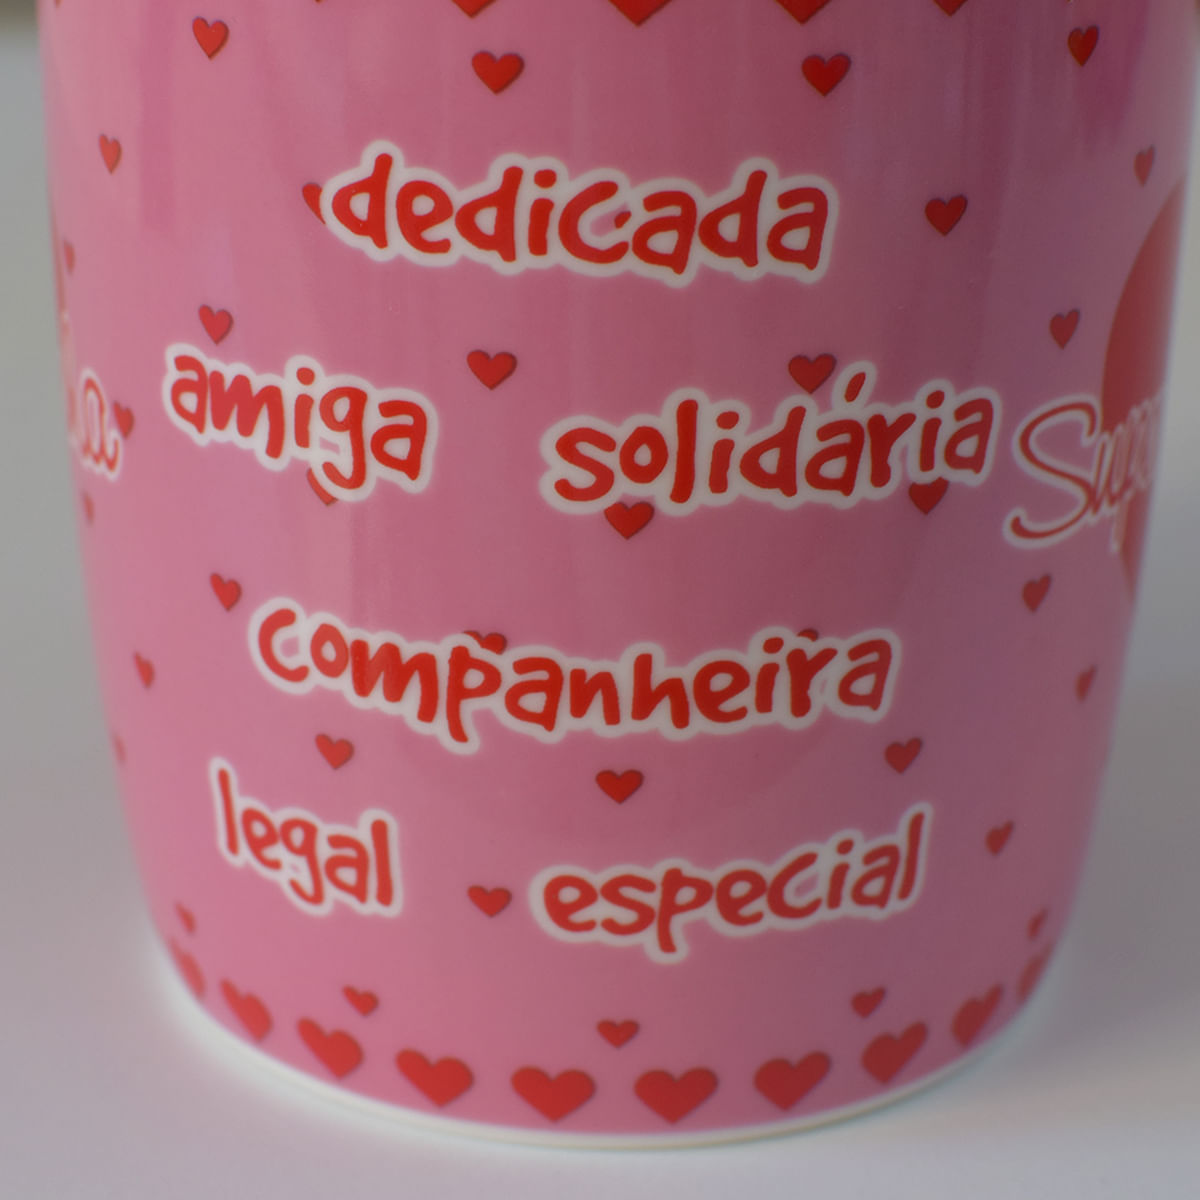 dedicada
amiga
solidária
companheira
legal
especial